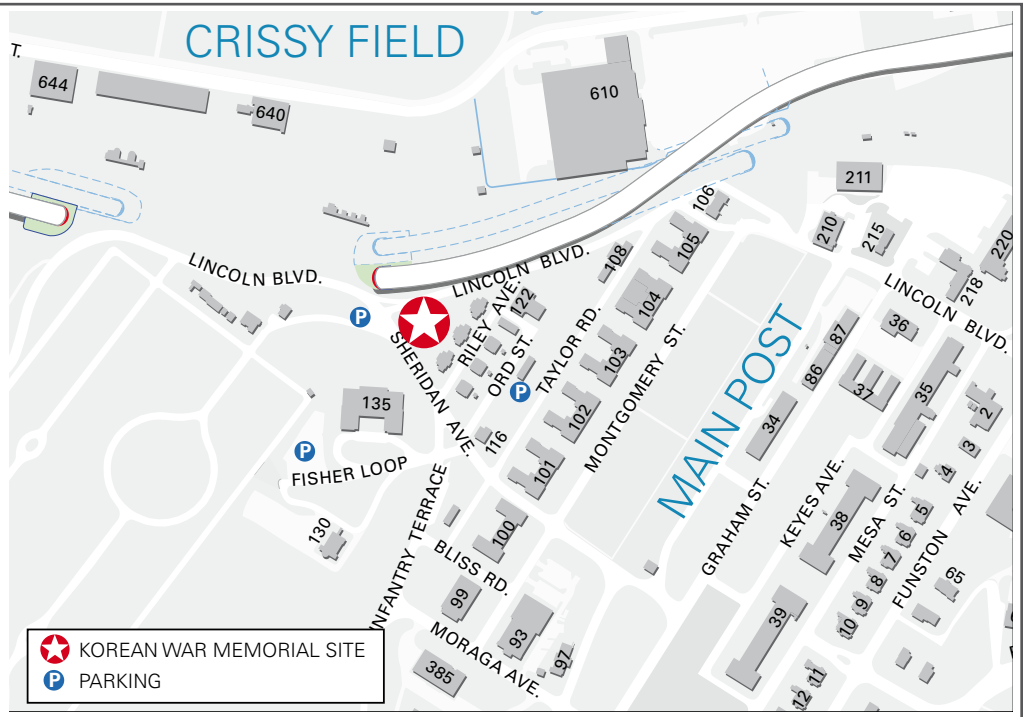 CRISSY FIELD
T.
644
640
610
211
106
105
210
215
220
218
LINCOLN BLVD.
LINCOLN BLVD.
LINCOLN BLVD.
108
122
104
87
36
P
SHERIDAN AVE.
RILEY AVE.
ORD ST.
TAYLOR RD.
MONTGOMERY ST.
MAIN POST
103
86
37
35
135
P
102
34
2
116
101
3
P
FISHER LOOP
4
130
INFANTRY TERRACE
100
BLISS RD.
GRAHAM ST.
KEYES AVE.
38
MESA ST.
5
6
7
8
9
10
FUNSTON AVE.
65
99
93
97
39
MORAGA AVE.
385
11
12
KOREAN WAR MEMORIAL SITE
P PARKING